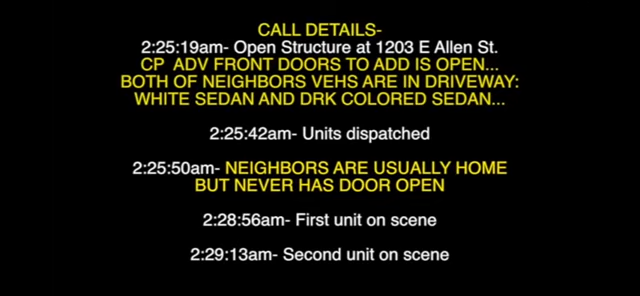 CALL DETAILS-
2:25:19am- Open Structure at 1203 E Allen St.
CP ADV FRONT DOORS TO ADD IS OPEN...
BOTH OF NEIGHBORS VEHS ARE IN DRIVEWAY:
WHITE SEDAN AND DRK COLORED SEDAN...
2:25:42am- Units dispatched
2:25:50am- NEIGHBORS ARE USUALLY HOME
BUT NEVER HAS DOOR OPEN
2:28:56am- First unit on scene
2:29:13am- Second unit on scene